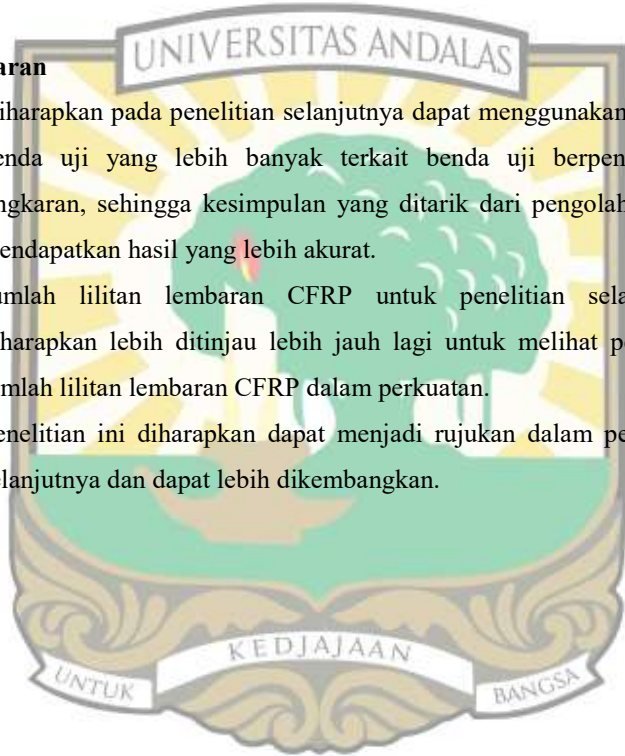 UNIVERSITAS ANDALAS
aran
iharapkan pada penelitian selanjutnya dapat menggunakan
enda uji yang lebih banyak terkait benda uji berpen
ngkaran, sehingga kesimpulan yang ditarik dari pengolah
endapatkan hasil yang lebih akurat.
umlah lilitan lembaran CFRP untuk penelitian sela
harapkan lebih ditinjau lebih jauh lagi untuk melihat pe
mlah lilitan lembaran CFRP dalam perkuatan.
enelitian ini diharapkan dapat menjadi rujukan dalam pe
elanjutnya dan dapat lebih dikembangkan.
KEDJAJAAN
UNTUK BANGSA